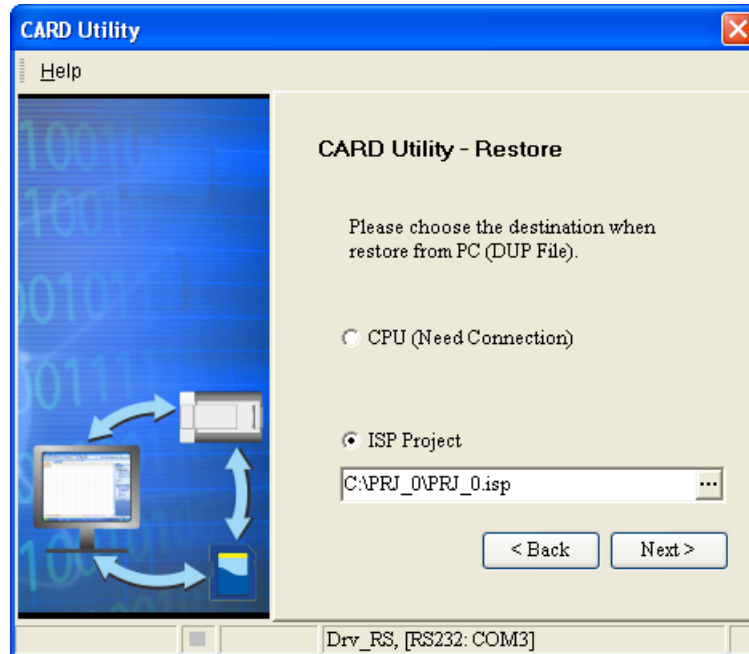 CARD Utility
Help
CARD Utility - Restore
Please choose the destination when
restore from PC (DUP File).
CPU (Need Connection)
ISP Project
C:\PRJ_0\PRJ_0.isp
...
< Back
Next >
Drv_RS, [RS232: COM3]